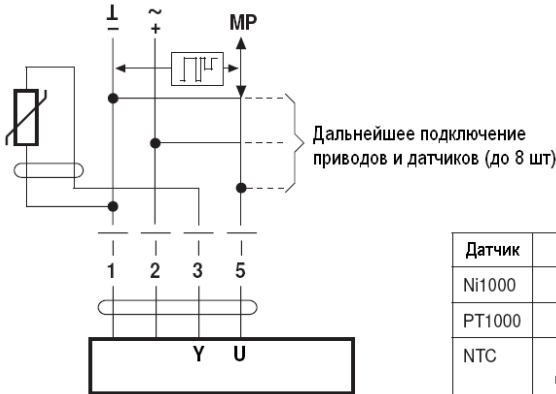 ⊥ ~
– + MP
Дальнейшее подключение
приводов и датчиков (до 8 шт)
1 2 3 5
Y U
Датчик
Ni1000
PT1000
NTC